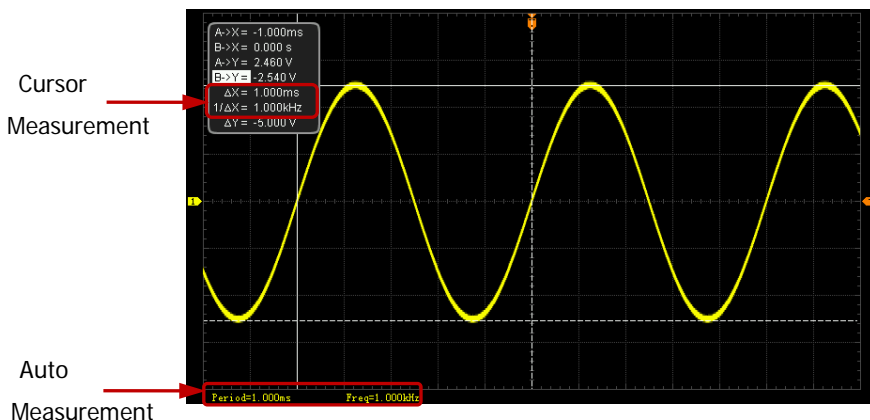 A->X= -1.000ms
B->X= 0.000 s
A->Y= 2.460 V
B->Y= -2.540 V
ΔX= 1.000ms
1/ΔX= 1.000kHz
ΔY= -5.000 V
Cursor
Measurement
T
1
T
Auto
Measurement
Period=1.000ms Freq=1.000kHz